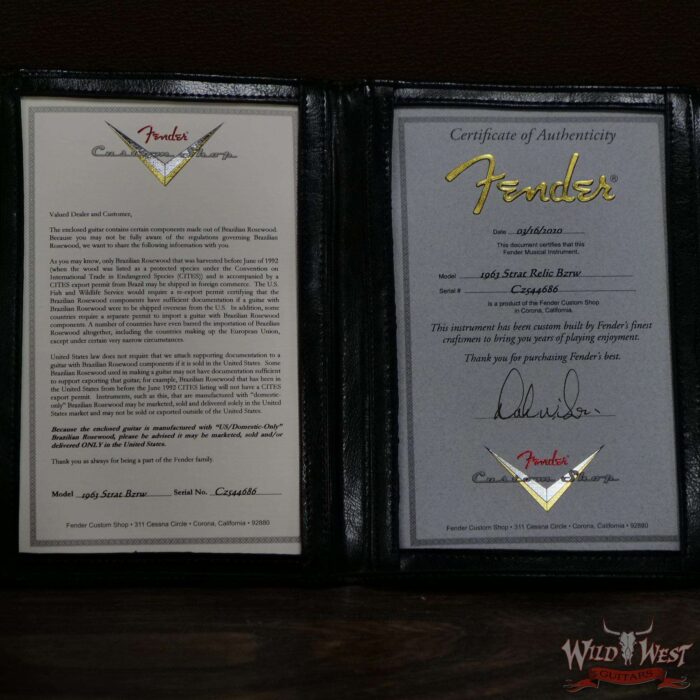 Fender
Custom Shop
Valued Dealer and Customer,
The enclosed guitar contains certain components made out of Brazilian Rosewood.
Because you may not be fully aware of the regulations governing Brazilian
Rosewood, we want to share the following information with you.
As you may know, only Brazilian Rosewood that was harvested before June of 1992
(when the wood was listed as a protected species under the Convention on
International Trade in Endangered Species (CITES)) and is accompanied by a
CITES export permit from Brazil may be shipped in foreign commerce. The U.S.
Fish and Wildlife Service would require a re-export permit certifying that the
Brazilian Rosewood components have sufficient documentation if a guitar with
Brazilian Rosewood were to be shipped overseas from the U.S. In addition, some
countries require a separate permit to import a guitar with Brazilian Rosewood
components. A number of countries have even barred the importation of Brazilian
Rosewood altogether, including the countries making up the European Union,
except under certain very narrow circumstances.
United States law does not require that we attach supporting documentation to a
guitar with Brazilian Rosewood components if it is sold in the United States. Some
Brazilian Rosewood used in making a guitar may not have documentation sufficient
to support exporting that guitar; for example, Brazilian Rosewood that has been in
the United States from before the June 1992 CITES listing will not have a CITES
export permit. Instruments, such as this, that are manufactured with "domestic-
only" Brazilian Rosewood may be marketed, sold and delivered solely in the United
States market and may not be sold or exported outside of the United States.
Because the enclosed guitar is manufactured with "US/Domestic-Only"
Brazilian Rosewood, please be advised it may be marketed, sold and/or
delivered ONLY in the United States.
Thank you as always for being a part of the Fender family.
Model 1963 Strat Bzrw Serial No. CZ544686
Fender Custom Shop • 311 Cessna Circle • Corona, California • 92880
Certificate of Authenticity
Fender®
Date 03/16/2020
This document certifies that this
Fender Musical Instrument.
Model 1963 Strat Relic Bzrw
Serial # CZ544686
is a product of the Fender Custom Shop
in Corona, California.
This instrument has been custom built by Fender's finest
craftsmen to bring you years of playing enjoyment.
Thank you for purchasing Fender's best.
Fender
Custom Shop
Fender Custom Shop • 311 Cessna Circle • Corona, California • 92880
WILD WEST
GUITARS